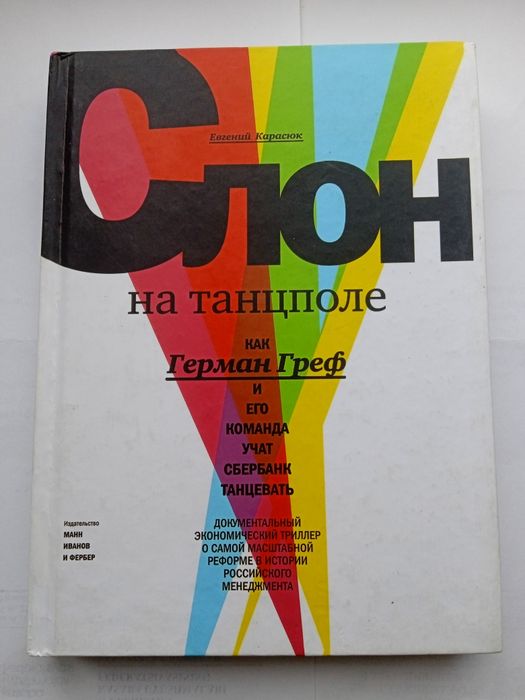 Евгений Карасюк
Слон
на танцполе
КАК
Герман Греф
И
ЕГО
КОМАНДА
УЧАТ
СБЕРБАНК
ТАНЦЕВАТЬ
Издательство
МАНН
ИВАНОВ
И ФЕРБЕР
ДОКУМЕНТАЛЬНЫЙ
ЭКОНОМИЧЕСКИЙ ТРИЛЛЕР
О САМОЙ МАСШТАБНОЙ
РЕФОРМЕ В ИСТОРИИ
РОССИЙСКОГО
МЕНЕДЖМЕНТА